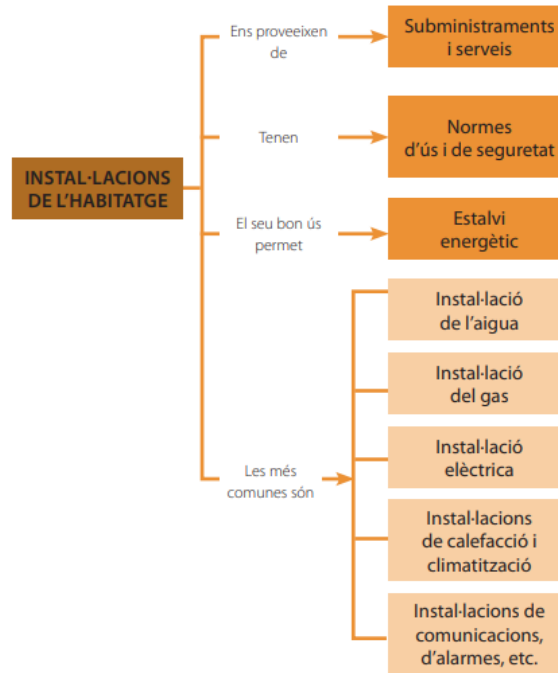 INSTAL·LACIONS
DE L'HABITATGE
Ens proveeixen
de
Subministraments
i serveis
Tenen
Normes
d'ús i de seguretat
El seu bon ús
permet
Estalvi
energètic
Les més
comunes són
Instal·lació
de l'aigua
Instal·lació
del gas
Instal·lació
elèctrica
Instal·lacions
de calefacció i
climatització
Instal·lacions de
comunicacions,
d'alarmes, etc.